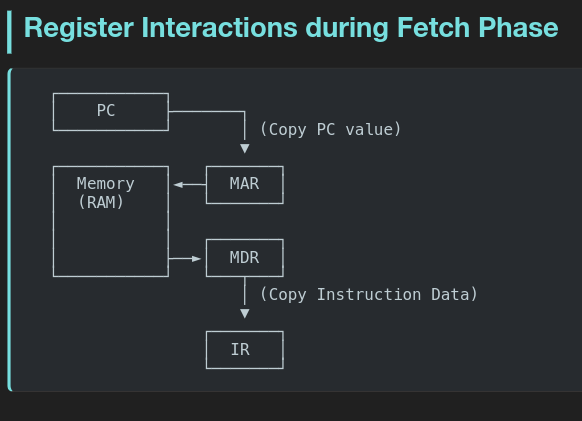 Register Interactions during Fetch Phase
PC
(Copy PC value)
Memory
(RAM)
MAR
MDR
(Copy Instruction Data)
IR